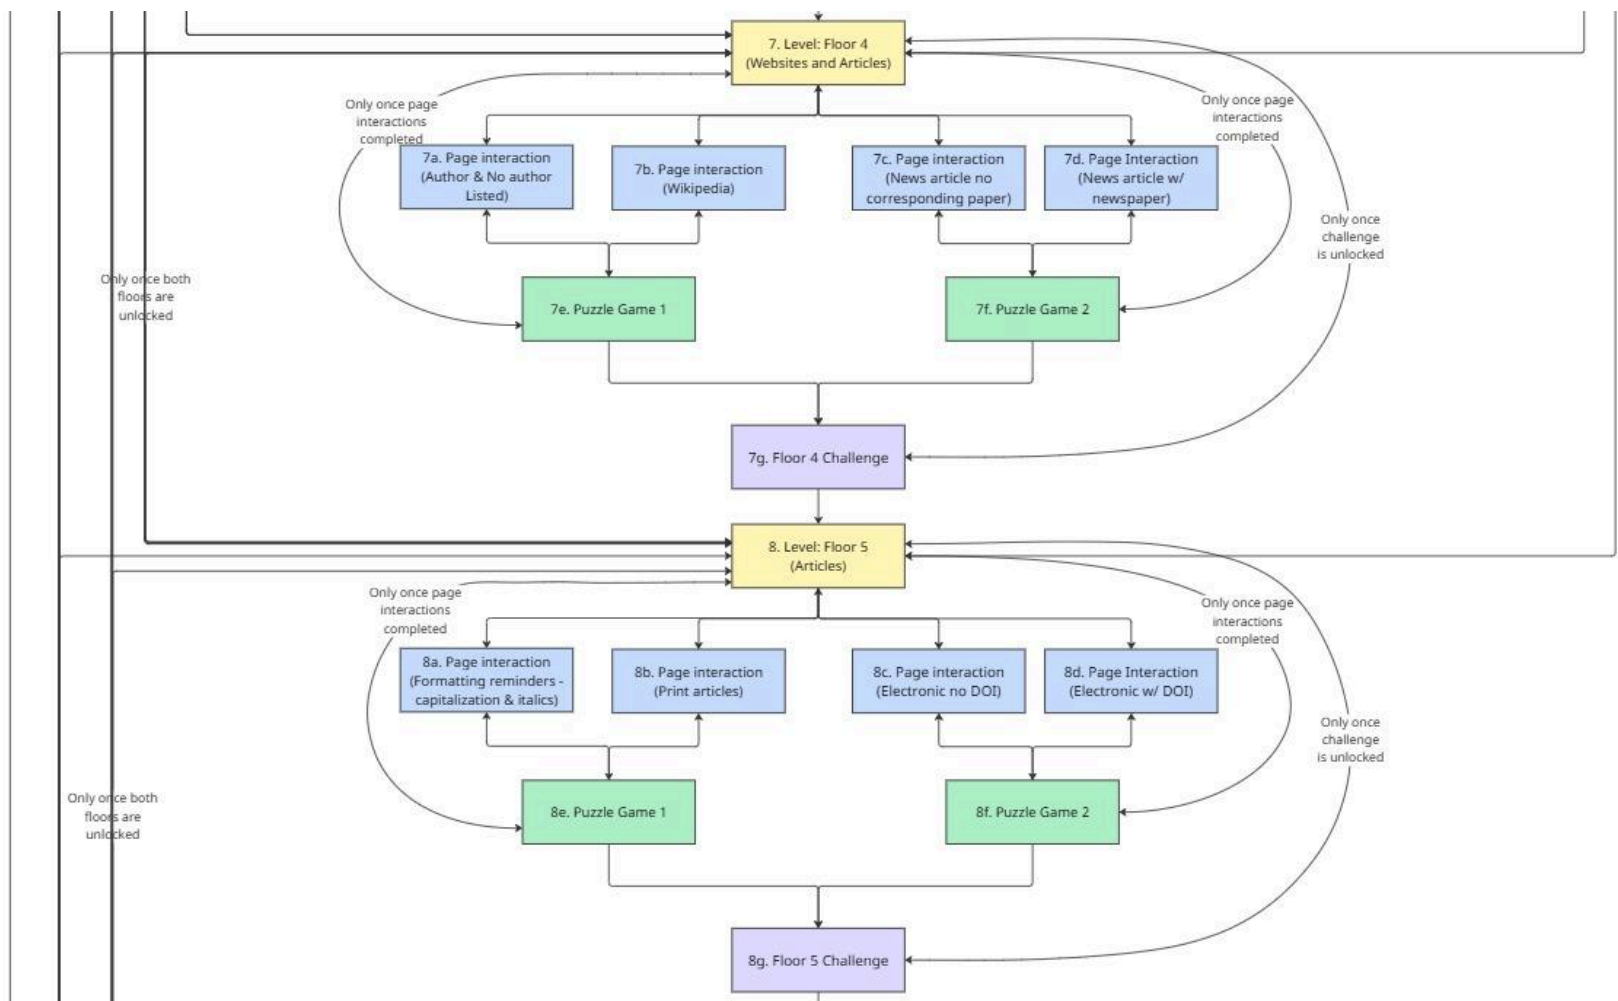 7. Level: Floor 4
(Websites and Articles)
Only once page
interactions
completed
Only once page
interactions
completed
7a. Page interaction
(Author & No author
Listed)
7b. Page interaction
(Wikipedia)
7c. Page interaction
(News article no
corresponding paper)
7d. Page Interaction
(News article w/
newspaper)
Only once
challenge
is unlocked
Only once both
floors are
unlocked
7e. Puzzle Game 1
7f. Puzzle Game 2
7g. Floor 4 Challenge
8. Level: Floor 5
(Articles)
Only once page
interactions
completed
Only once page
interactions
completed
8a. Page interaction
(Formatting reminders -
capitalization & italics)
8b. Page interaction
(Print articles)
8c. Page interaction
(Electronic no DOI)
8d. Page Interaction
(Electronic w/ DOI)
Only once
challenge
is unlocked
Only once both
floors are
unlocked
8e. Puzzle Game 1
8f. Puzzle Game 2
8g. Floor 5 Challenge